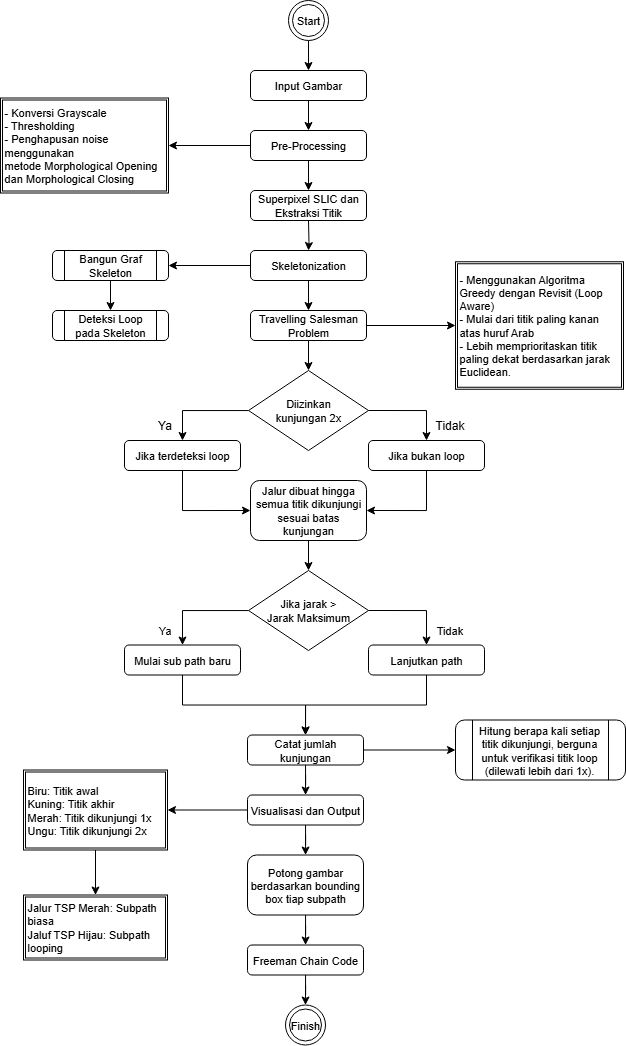 Start
Input Gambar
- Konversi Grayscale
- Thresholding
- Penghapusan noise
menggunakan
metode Morphological Opening
dan Morphological Closing
Pre-Processing
Superpixel SLIC dan
Ekstraksi Titik
Bangun Graf
Skeleton
Skeletonization
Deteksi Loop
pada Skeleton
Travelling Salesman
Problem
- Menggunakan Algoritma
Greedy dengan Revisit (Loop
Aware)
- Mulai dari titik paling kanan
atas huruf Arab
- Lebih memprioritaskan titik
paling dekat berdasarkan jarak
Euclidean.
Diizinkan
kunjungan 2x
Ya
Tidak
Jika terdeteksi loop
Jika bukan loop
Jalur dibuat hingga
semua titik dikunjungi
sesuai batas
kunjungan
Jika jarak >
Jarak Maksimum
Ya
Tidak
Mulai sub path baru
Lanjutkan path
Catat jumlah
kunjungan
Hitung berapa kali setiap
titik dikunjungi, berguna
untuk verifikasi titik loop
(dilewati lebih dari 1x).
Biru: Titik awal
Kuning: Titik akhir
Merah: Titik dikunjungi 1x
Ungu: Titik dikunjungi 2x
Visualisasi dan Output
Jalur TSP Merah: Subpath
biasa
Jaluf TSP Hijau: Subpath
looping
Potong gambar
berdasarkan bounding
box tiap subpath
Freeman Chain Code
Finish